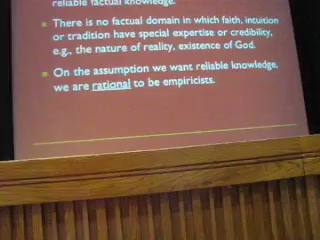 reliable factual knowledge.
There is no factual domain in which faith, intuition
or tradition have special expertise or credibility,
e.g., the nature of reality, existence of God.
On the assumption we want reliable knowledge,
we are rational to be empiricists.